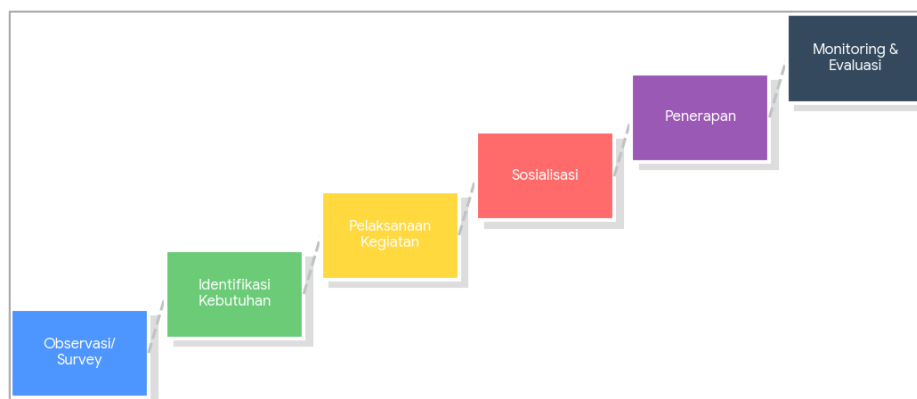 Observasi/
Survey
Identifikasi
Kebutuhan
Pelaksanaan
Kegiatan
Sosialisasi
Penerapan
Monitoring &
Evaluasi